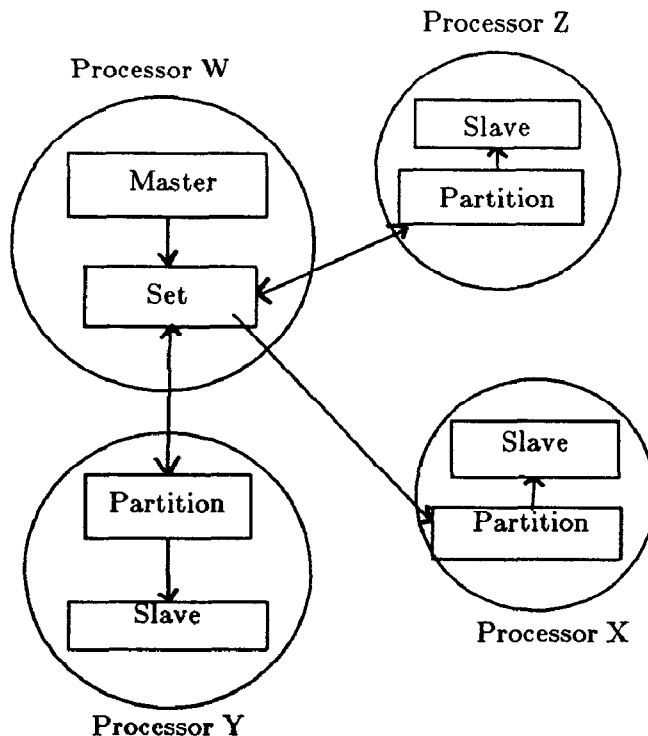 Processor Z
Processor W
Slave
Master
Partition
Set
Slave
Partition
Partition
Slave
Processor X
Processor Y